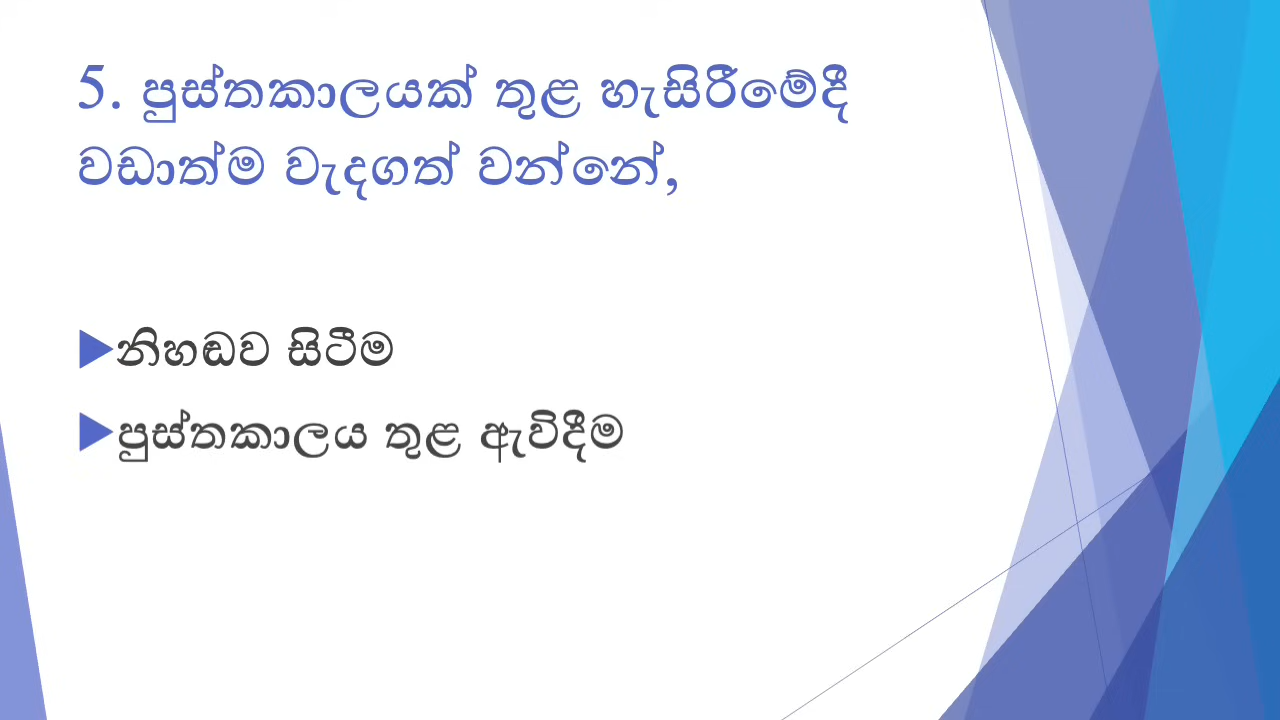 5. පුස්තකාලයක් තුළ හැසිරීමේදී
වඩාත්ම වැදගත් වන්නේ,
නිහඬව සිටීම
පුස්තකාලය තුළ ඇවිදීම